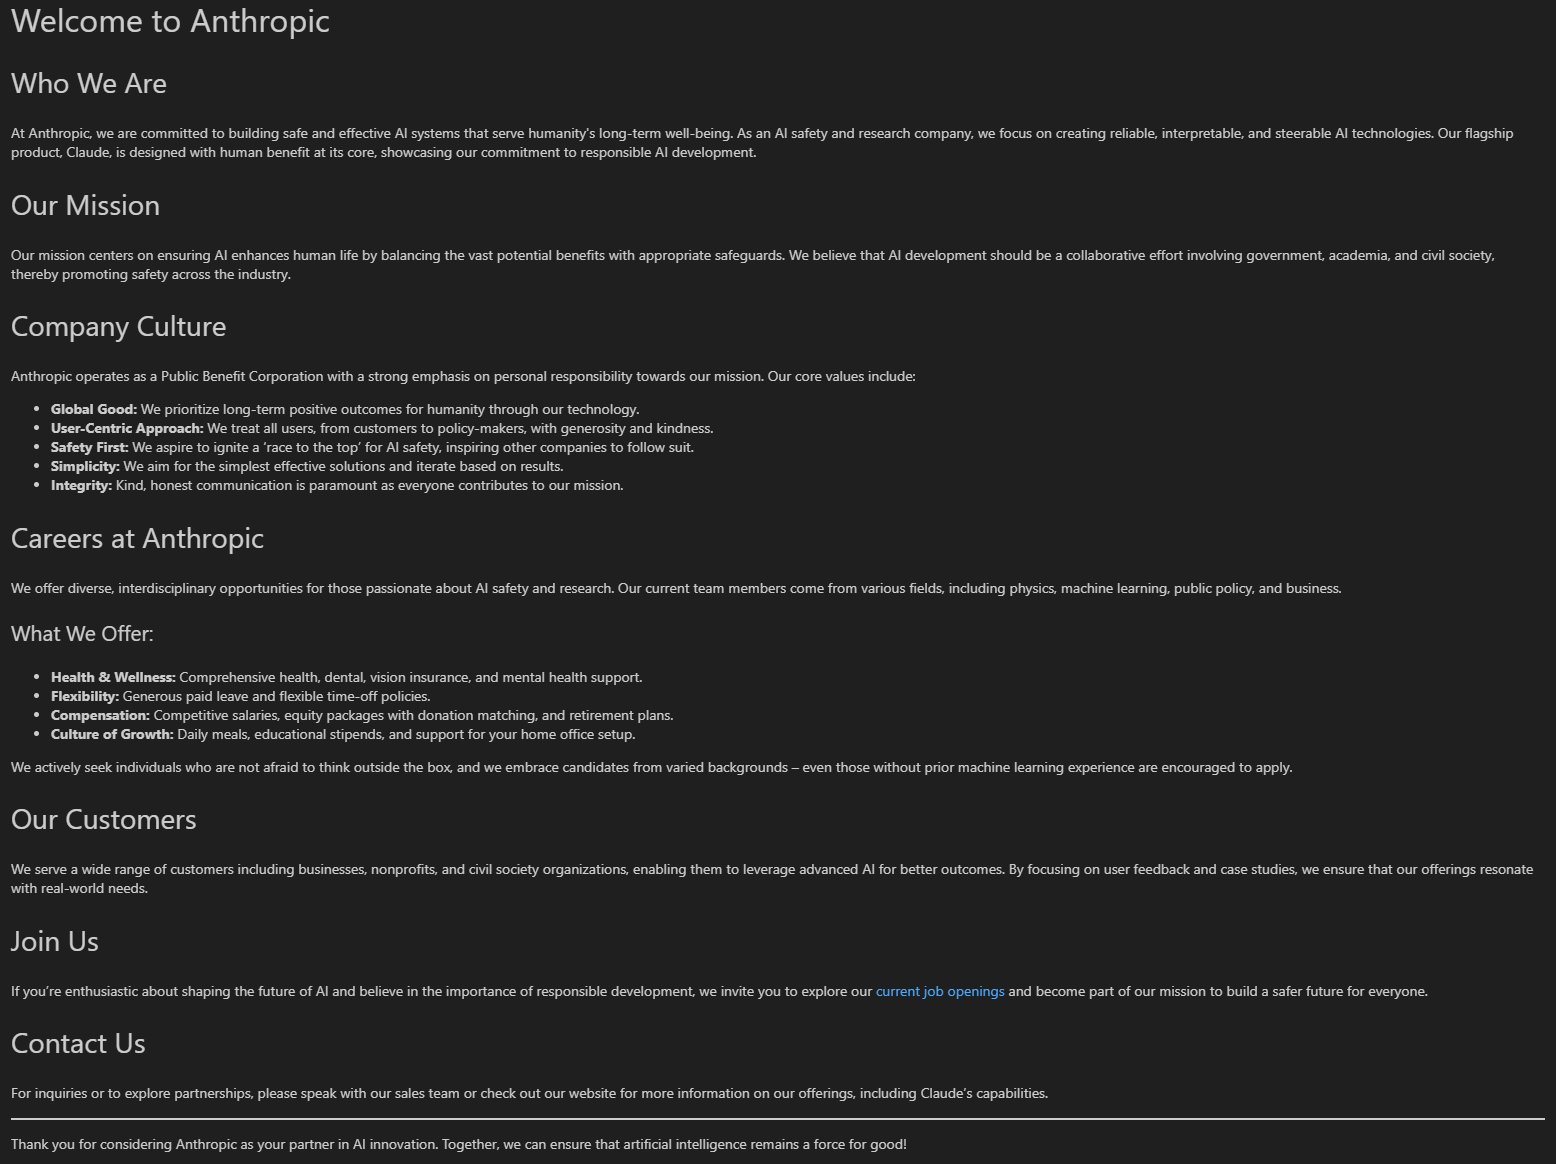 Welcome to Anthropic
Who We Are
At Anthropic, we are committed to building safe and effective AI systems that serve humanity's long-term well-being. As an AI safety and research company, we focus on creating reliable, interpretable, and steerable AI technologies. Our flagship
product, Claude, is designed with human benefit at its core, showcasing our commitment to responsible AI development.
Our Mission
Our mission centers on ensuring AI enhances human life by balancing the vast potential benefits with appropriate safeguards. We believe that AI development should be a collaborative effort involving government, academia, and civil society,
thereby promoting safety across the industry.
Company Culture
Anthropic operates as a Public Benefit Corporation with a strong emphasis on personal responsibility towards our mission. Our core values include:
• Global Good: We prioritize long-term positive outcomes for humanity through our technology.
• User-Centric Approach: We treat all users, from customers to policy-makers, with generosity and kindness.
• Safety First: We aspire to ignite a ‘race to the top’ for AI safety, inspiring other companies to follow suit.
• Simplicity: We aim for the simplest effective solutions and iterate based on results.
• Integrity: Kind, honest communication is paramount as everyone contributes to our mission.
Careers at Anthropic
We offer diverse, interdisciplinary opportunities for those passionate about AI safety and research. Our current team members come from various fields, including physics, machine learning, public policy, and business.
What We Offer:
• Health & Wellness: Comprehensive health, dental, vision insurance, and mental health support.
• Flexibility: Generous paid leave and flexible time-off policies.
• Compensation: Competitive salaries, equity packages with donation matching, and retirement plans.
• Culture of Growth: Daily meals, educational stipends, and support for your home office setup.
We actively seek individuals who are not afraid to think outside the box, and we embrace candidates from varied backgrounds – even those without prior machine learning experience are encouraged to apply.
Our Customers
We serve a wide range of customers including businesses, nonprofits, and civil society organizations, enabling them to leverage advanced AI for better outcomes. By focusing on user feedback and case studies, we ensure that our offerings resonate
with real-world needs.
Join Us
If you’re enthusiastic about shaping the future of AI and believe in the importance of responsible development, we invite you to explore our current job openings and become part of our mission to build a safer future for everyone.
Contact Us
For inquiries or to explore partnerships, please speak with our sales team or check out our website for more information on our offerings, including Claude’s capabilities.
Thank you for considering Anthropic as your partner in AI innovation. Together, we can ensure that artificial intelligence remains a force for good!